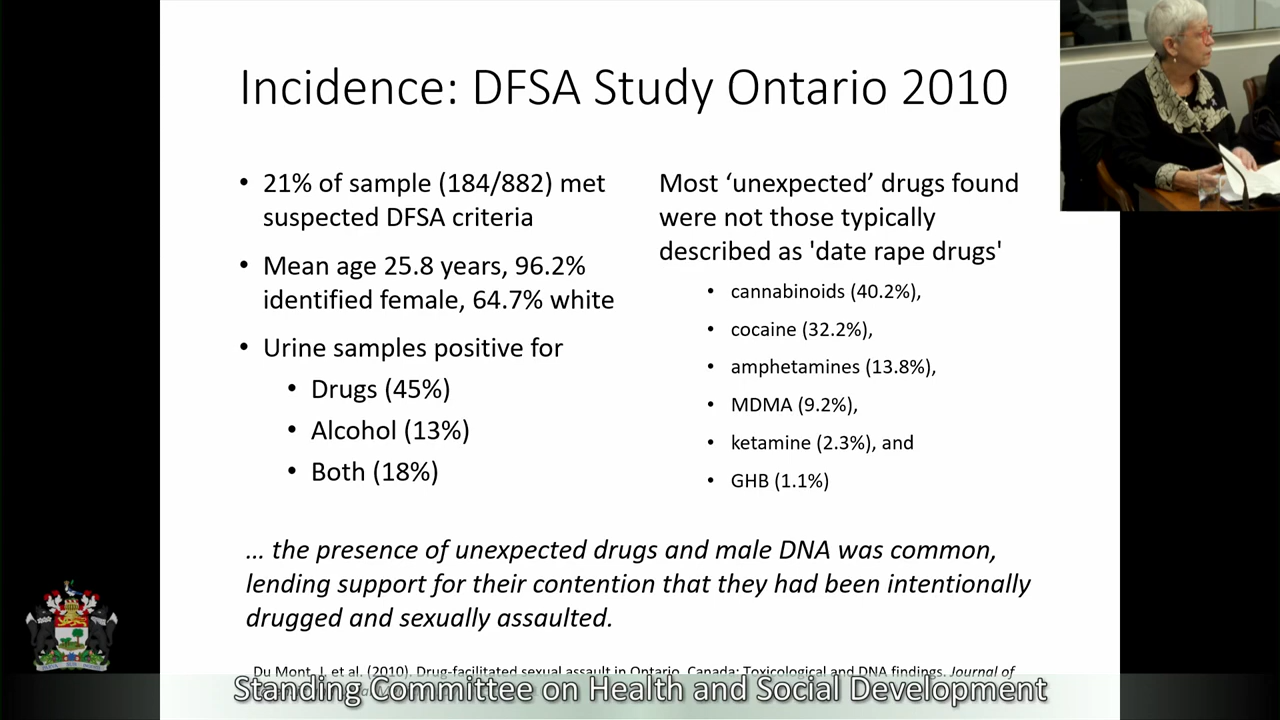 Incidence: DFSA Study Ontario 2010
• 21% of sample (184/882) met
suspected DFSA criteria
• Mean age 25.8 years, 96.2%
identified female, 64.7% white
• Urine samples positive for
• Drugs (45%)
• Alcohol (13%)
• Both (18%)
Most ‘unexpected’ drugs found
were not those typically
described as 'date rape drugs'
• cannabinoids (40.2%),
• cocaine (32.2%),
• amphetamines (13.8%),
• MDMA (9.2%),
• ketamine (2.3%), and
• GHB (1.1%)
... the presence of unexpected drugs and male DNA was common,
lending support for their contention that they had been intentionally
drugged and sexually assaulted.
Du Mont, J. et al. (2010). Drug-facilitated sexual assault in Ontario, Canada: Toxicological and DNA findings. Journal of
Standing Committee on Health and Social Development